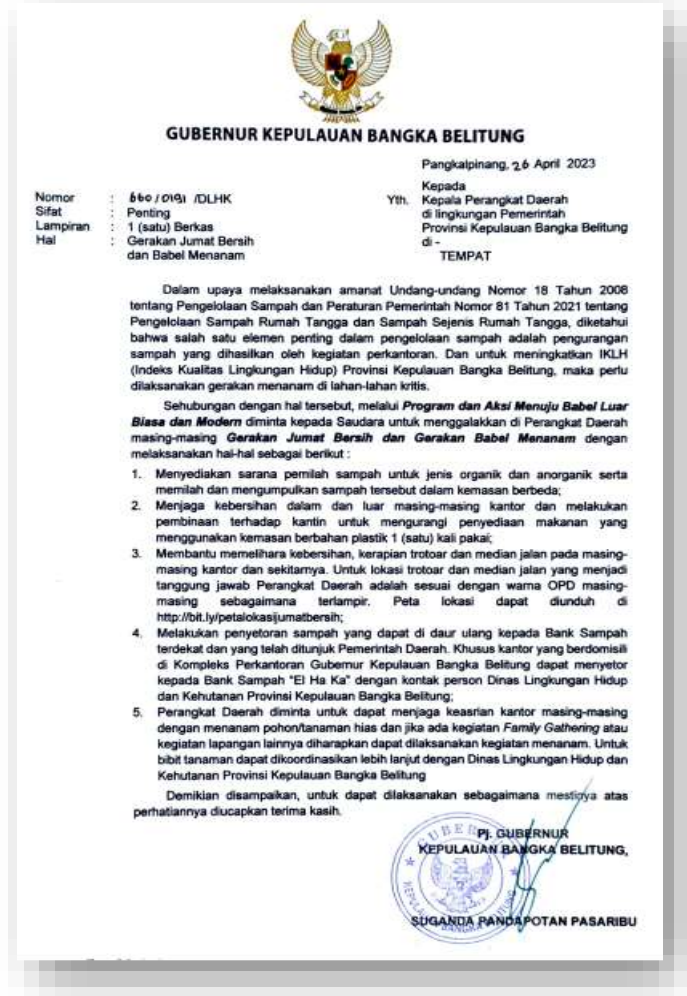 GUBERNUR KEPULAUAN BANGKA BELITUNG
Pangkalpinang, 26 April 2023
Nomor : 660/0191 /DLHK
Sifat : Penting
Lampiran : 1 (satu) Berkas
Hal : Gerakan Jumat Bersih
dan Babel Menanam
Kepada
Yth. Kepala Perangkat Daerah
di lingkungan Pemerintah
Provinsi Kepulauan Bangka Belitung
di -
TEMPAT
Dalam upaya melaksanakan amanat Undang-undang Nomor 18 Tahun 2008
tentang Pengelolaan Sampah dan Peraturan Pemerintah Nomor 81 Tahun 2021 tentang
Pengelolaan Sampah Rumah Tangga dan Sampah Sejenis Rumah Tangga, diketahui
bahwa salah satu elemen penting dalam pengelolaan sampah adalah pengurangan
sampah yang dihasilkan oleh kegiatan perkantoran. Dan untuk meningkatkan IKLH
(Indeks Kualitas Lingkungan Hidup) Provinsi Kepulauan Bangka Belitung, maka perlu
dilaksanakan gerakan menanam di lahan-lahan kritis.
Sehubungan dengan hal tersebut, melalui Program dan Aksi Menuju Babel Luar
Biasa dan Modern diminta kepada Saudara untuk menggalakkan di Perangkat Daerah
masing-masing Gerakan Jumat Bersih dan Gerakan Babel Menanam dengan
melaksanakan hal-hal sebagai berikut :
1. Menyediakan sarana pemilah sampah untuk jenis organik dan anorganik serta
memilah dan mengumpulkan sampah tersebut dalam kemasan berbeda;
2. Menjaga kebersihan dalam dan luar masing-masing kantor dan melakukan
pembinaan terhadap kantin untuk mengurangi penyediaan makanan yang
menggunakan kemasan berbahan plastik 1 (satu) kali pakai;
3. Membantu memelihara kebersihan, kerapian trotoar dan median jalan pada masing-
masing kantor dan sekitarnya. Untuk lokasi trotoar dan median jalan yang menjadi
tanggung jawab Perangkat Daerah adalah sesuai dengan warna OPD masing-
masing sebagaimana terlampir. Peta lokasi dapat diunduh di
http://bit.ly/petalokasijumatbersih;
4. Melakukan penyetoran sampah yang dapat di daur ulang kepada Bank Sampah
terdekat dan yang telah ditunjuk Pemerintah Daerah. Khusus kantor yang berdomisili
di Kompleks Perkantoran Gubernur Kepulauan Bangka Belitung dapat menyetor
kepada Bank Sampah "El Ha Ka" dengan kontak person Dinas Lingkungan Hidup
dan Kehutanan Provinsi Kepulauan Bangka Belitung;
5. Perangkat Daerah diminta untuk dapat menjaga keasrian kantor masing-masing
dengan menanam pohon/tanaman hias dan jika ada kegiatan Family Gathering atau
kegiatan lapangan lainnya diharapkan dapat dilaksanakan kegiatan menanam. Untuk
bibit tanaman dapat dikoordinasikan lebih lanjut dengan Dinas Lingkungan Hidup dan
Kehutanan Provinsi Kepulauan Bangka Belitung
Demikian disampaikan, untuk dapat dilaksanakan sebagaimana mestinya atas
perhatiannya diucapkan terima kasih.
Pj. GUBERNUR
KEPULAUAN BANGKA BELITUNG,
GUBERNUR
KEPULAUAN BANGKA BELITUNG
SUGANDA PANDAPOTAN PASARIBU